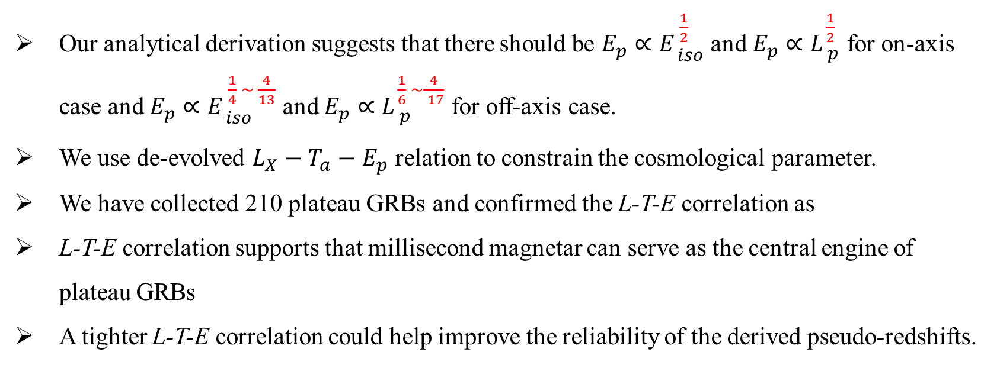 ➤ Our analytical derivation suggests that there should be $E_p \propto E_{iso}^{\frac{1}{2}}$ and $E_p \propto L_p^{\frac{1}{2}}$ for on-axis
case and $E_p \propto E_{iso}^{\frac{1}{4} \sim \frac{4}{13}}$ and $E_p \propto L_p^{\frac{1}{6} \sim \frac{4}{17}}$ for off-axis case.
➤ We use de-evolved $L_X - T_a - E_p$ relation to constrain the cosmological parameter.
➤ We have collected 210 plateau GRBs and confirmed the L-T-E correlation as
➤ L-T-E correlation supports that millisecond magnetar can serve as the central engine of
plateau GRBs
➤ A tighter L-T-E correlation could help improve the reliability of the derived pseudo-redshifts.